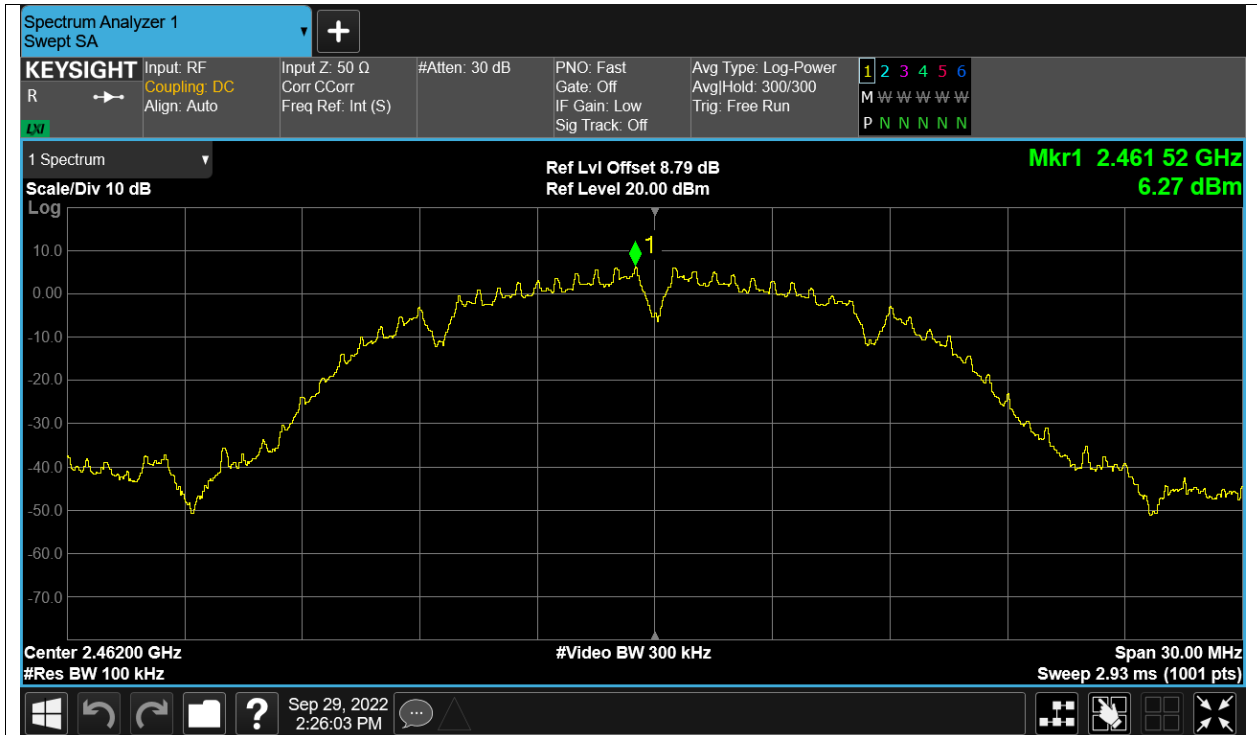 Spectrum Analyzer 1
Swept SA
KEYSIGHT
R
LXI
Input: RF
Coupling: DC
Align: Auto
Input Z: 50 Ω
Corr CCorr
Freq Ref: Int (S)
#Atten: 30 dB
PNO: Fast
Gate: Off
IF Gain: Low
Sig Track: Off
Avg Type: Log-Power
Avg|Hold: 300/300
Trig: Free Run
1 2 3 4 5 6
M W W W W W
P N N N N N
1 Spectrum
Scale/Div 10 dB
Log
Ref Lvl Offset 8.79 dB
Ref Level 20.00 dBm
Mkr1 2.461 52 GHz
6.27 dBm
1
10.0
0.00
-10.0
-20.0
-30.0
-40.0
-50.0
-60.0
-70.0
Center 2.46200 GHz
#Res BW 100 kHz
#Video BW 300 kHz
Span 30.00 MHz
Sweep 2.93 ms (1001 pts)
?
Sep 29, 2022
2:26:03 PM